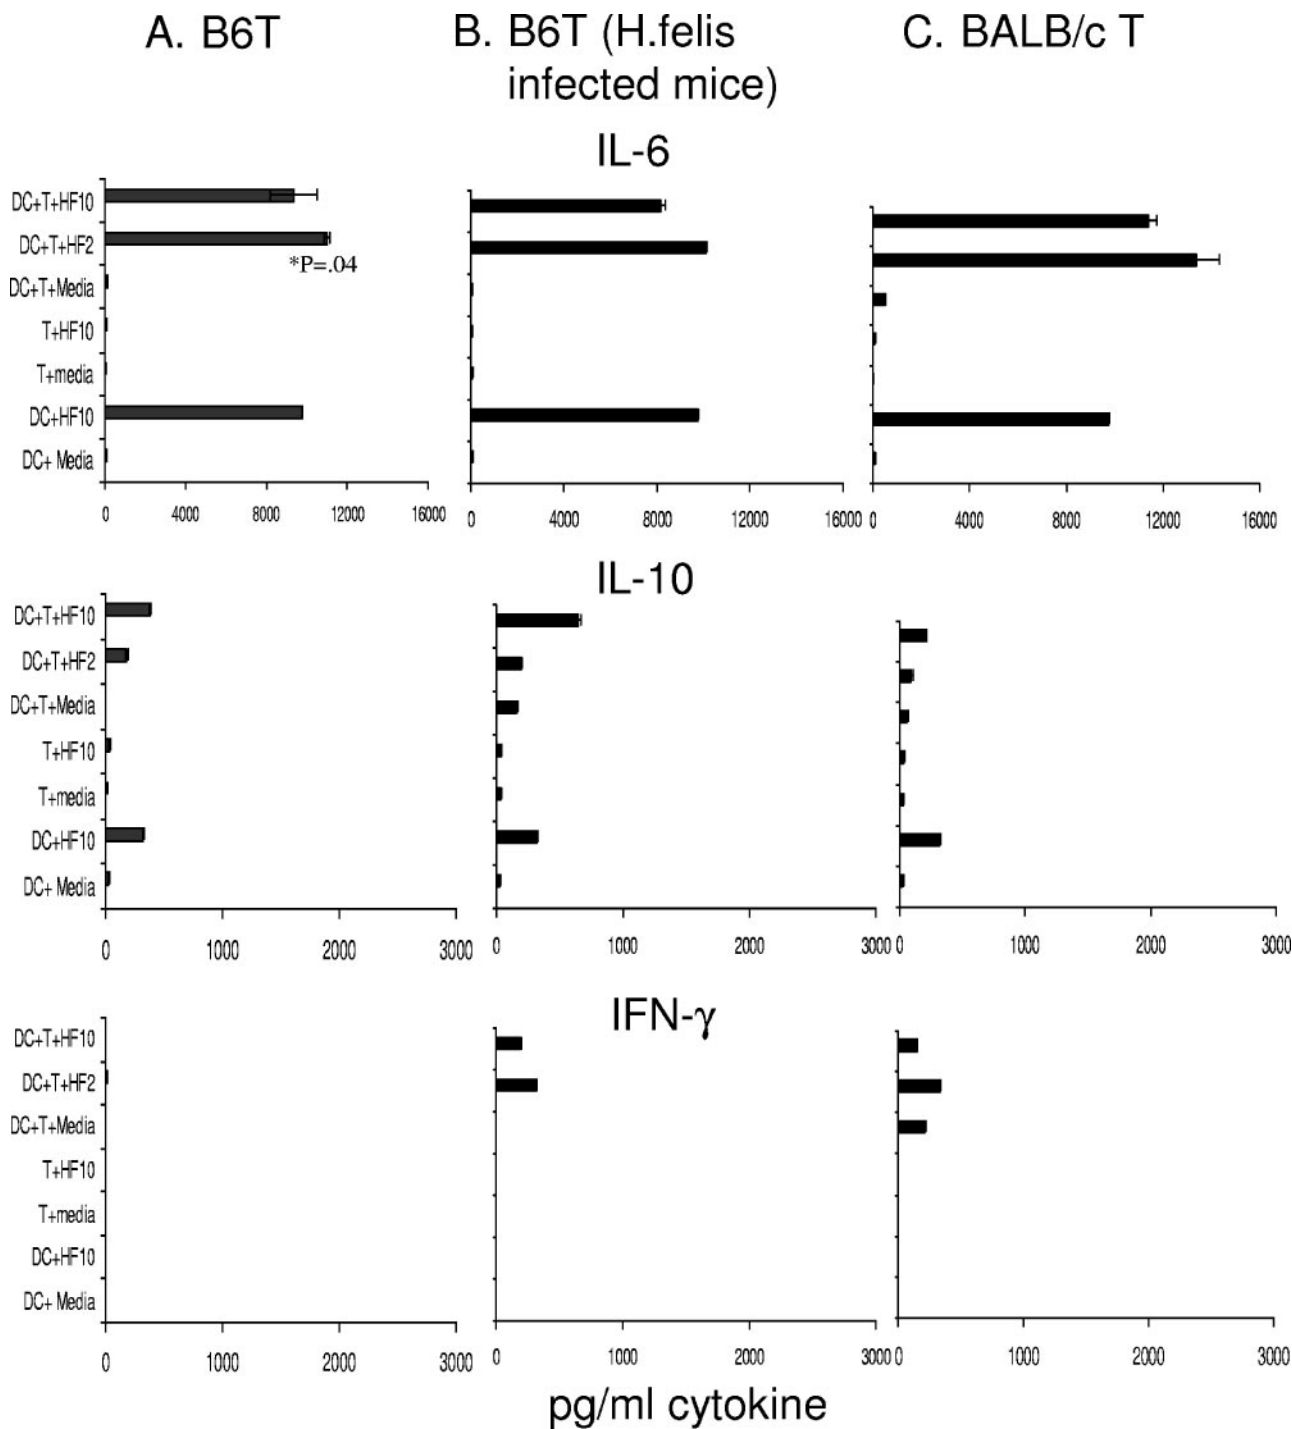 A. B6T
B. B6T (H.felis
infected mice)
C. BALB/c T
IL-6
DC+T+HF10
DC+T+HF2
*P=.04
DC+T+Media
T+HF10
T+media
DC+HF10
DC+ Media
0 4000 8000 12000 16000
0 4000 8000 12000 16000
0 4000 8000 12000 16000
IL-10
DC+T+HF10
DC+T+HF2
DC+T+Media
T+HF10
T+media
DC+HF10
DC+ Media
0 1000 2000 3000
0 1000 2000 3000
0 1000 2000 3000
IFN-γ
DC+T+HF10
DC+T+HF2
DC+T+Media
T+HF10
T+media
DC+HF10
DC+ Media
0 1000 2000 3000
0 1000 2000 3000
0 1000 2000 3000
pg/ml cytokine